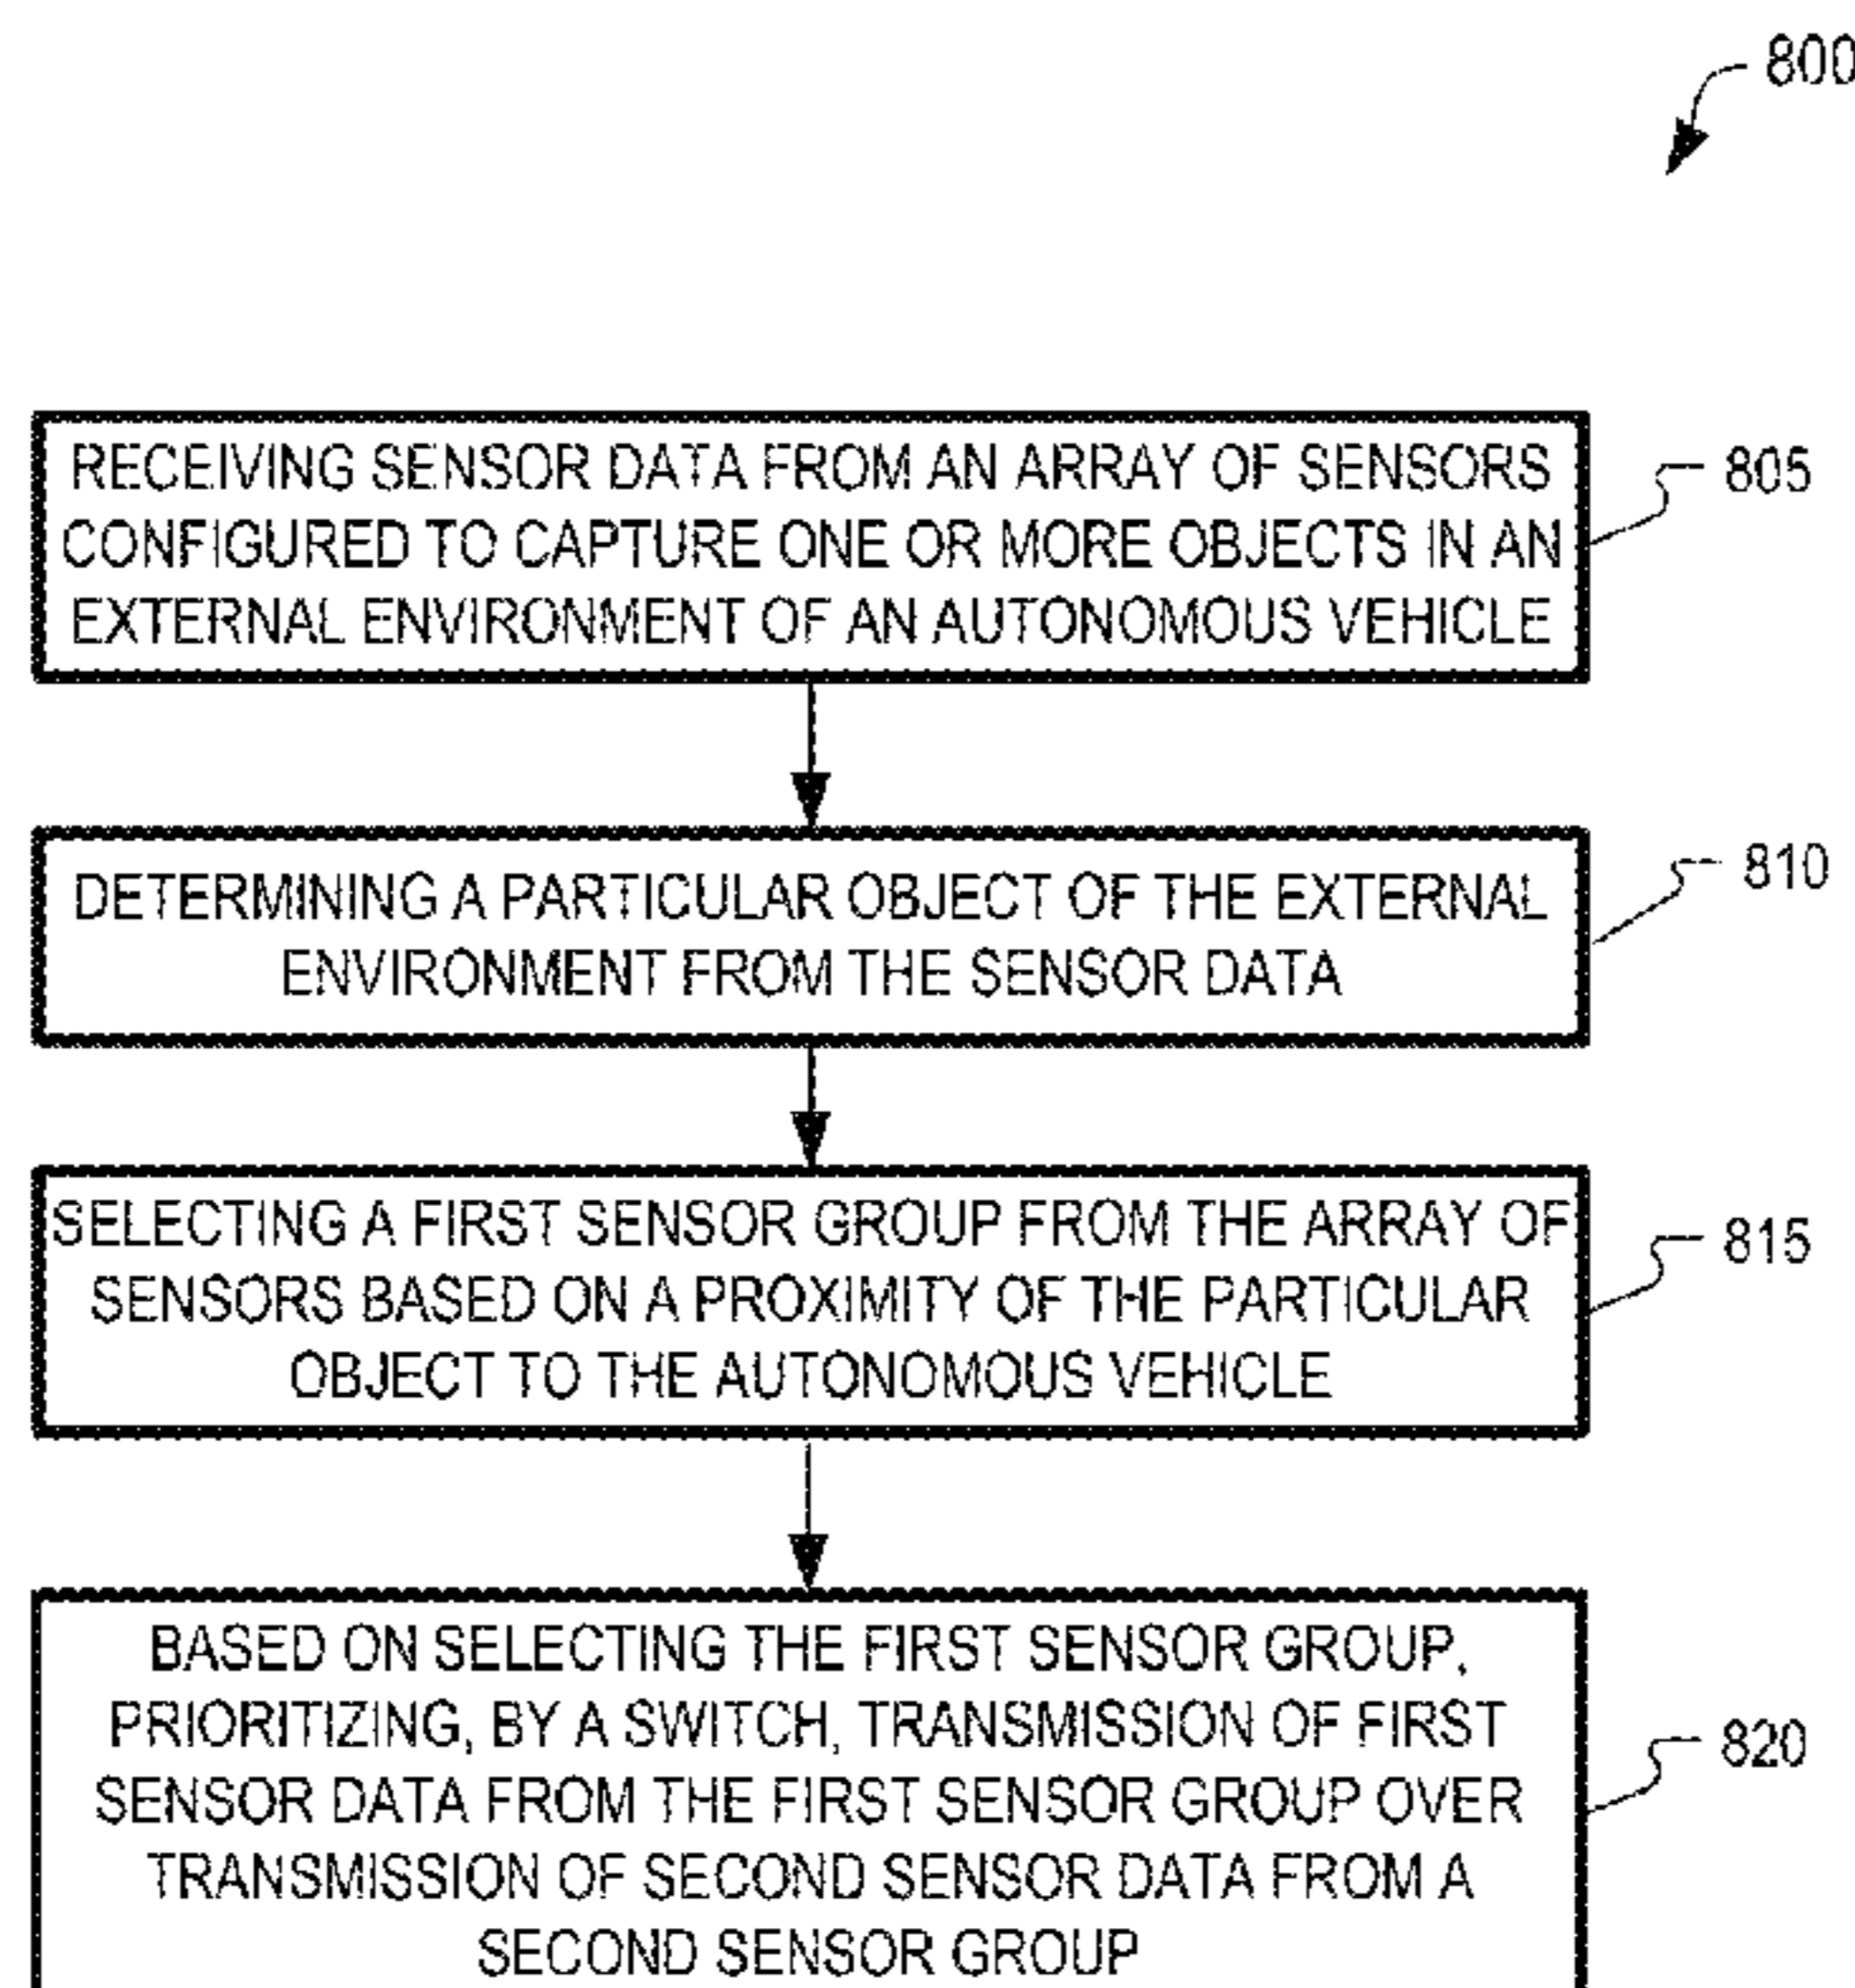 800
RECEIVING SENSOR DATA FROM AN ARRAY OF SENSORS
CONFIGURED TO CAPTURE ONE OR MORE OBJECTS IN AN
EXTERNAL ENVIRONMENT OF AN AUTONOMOUS VEHICLE
805
DETERMINING A PARTICULAR OBJECT OF THE EXTERNAL
ENVIRONMENT FROM THE SENSOR DATA
810
SELECTING A FIRST SENSOR GROUP FROM THE ARRAY OF
SENSORS BASED ON A PROXIMITY OF THE PARTICULAR
OBJECT TO THE AUTONOMOUS VEHICLE
815
BASED ON SELECTING THE FIRST SENSOR GROUP,
PRIORITIZING, BY A SWITCH, TRANSMISSION OF FIRST
SENSOR DATA FROM THE FIRST SENSOR GROUP OVER
TRANSMISSION OF SECOND SENSOR DATA FROM A
SECOND SENSOR GROUP
820